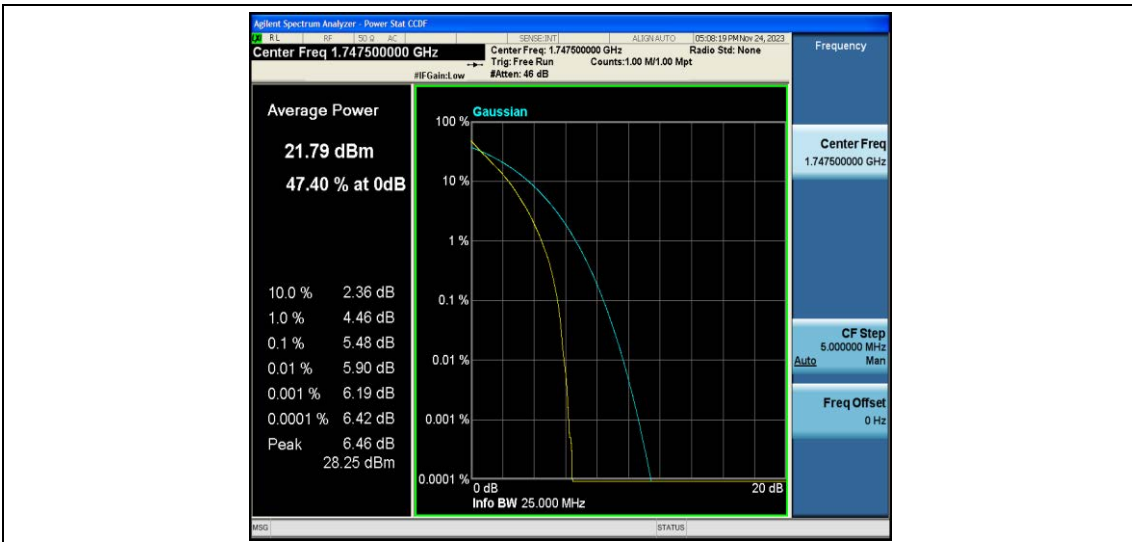 Agilent Spectrum Analyzer - Power Stat CCDF
LXI RL RF 50 Ω AC SENSE:INT ALIGN AUTO 05:08:19 PM Nov 24, 2023
Center Freq 1.747500000 GHz
Center Freq: 1.747500000 GHz Radio Std: None
Trig: Free Run Counts:1.00 M/1.00 Mpt
#IFGain:Low #Atten: 46 dB
Frequency
Average Power
21.79 dBm
47.40 % at 0dB
10.0 % 2.36 dB
1.0 % 4.46 dB
0.1 % 5.48 dB
0.01 % 5.90 dB
0.001 % 6.19 dB
0.0001 % 6.42 dB
Peak 6.46 dB
28.25 dBm
Gaussian
100 %
10 %
1 %
0.1 %
0.01 %
0.001 %
0.0001 %
0 dB 20 dB
Info BW 25.000 MHz
Center Freq
1.747500000 GHz
CF Step
5.000000 MHz
Auto Man
Freq Offset
0 Hz
MSG STATUS